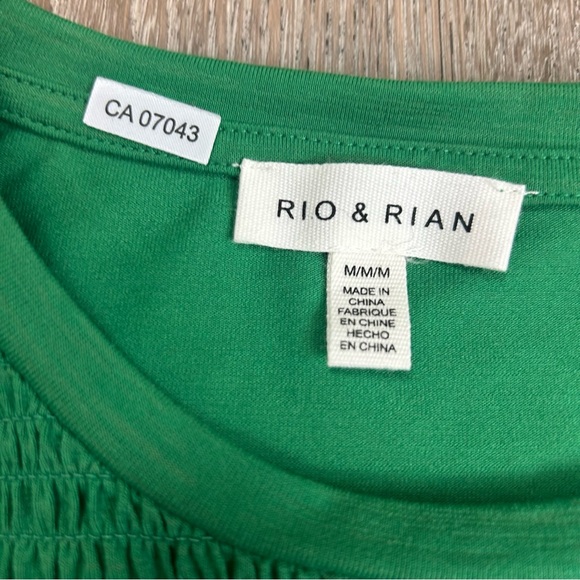 CA 07043
RIO & RIAN
M/M/M
MADE IN
CHINA
FABRIQUE
EN CHINE
HECHO
EN CHINA